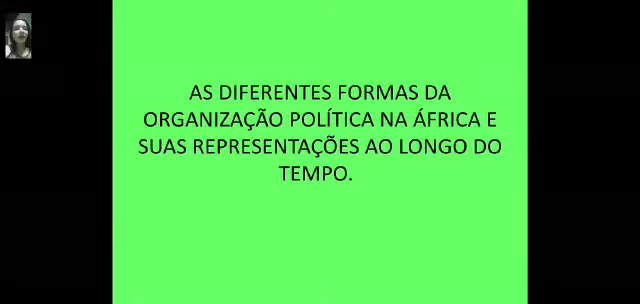 AS DIFERENTES FORMAS DA
ORGANIZAÇÃO POLÍTICA NA ÁFRICA E
SUAS REPRESENTAÇÕES AO LONGO DO
TEMPO.